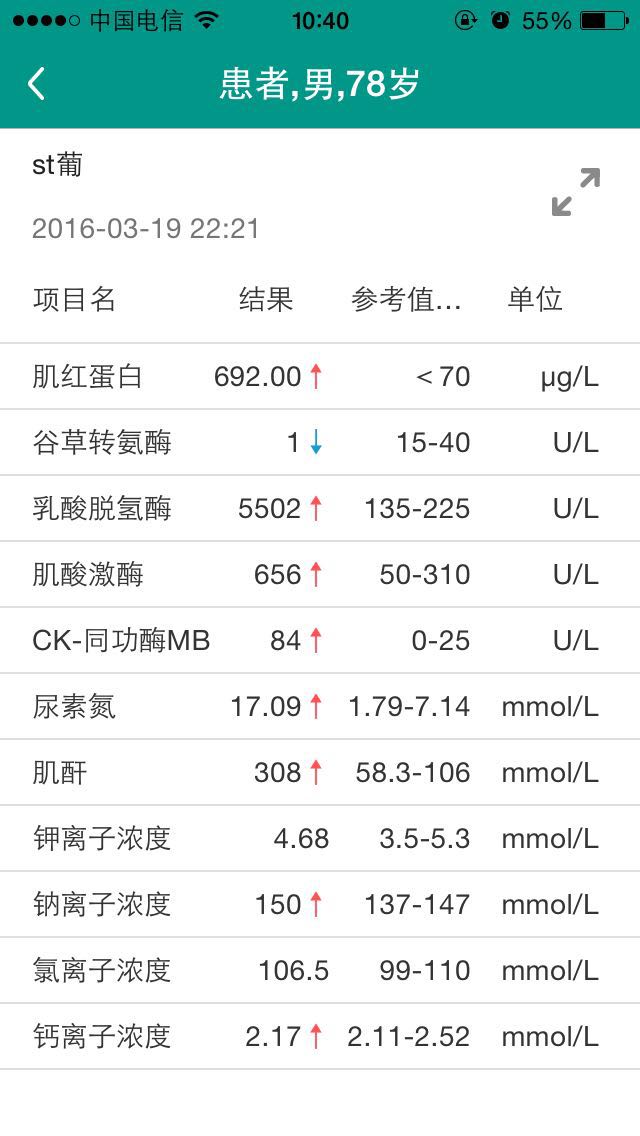 中国电信 10:40 55%
患者,男,78岁
st葡
2016-03-19 22:21
项目名 结果 参考值... 单位
肌红蛋白 692.00↑ ＜70 μg/L
谷草转氨酶 1↓ 15-40 U/L
乳酸脱氢酶 5502↑ 135-225 U/L
肌酸激酶 656↑ 50-310 U/L
CK-同功酶MB 84↑ 0-25 U/L
尿素氮 17.09↑ 1.79-7.14 mmol/L
肌酐 308↑ 58.3-106 mmol/L
钾离子浓度 4.68 3.5-5.3 mmol/L
钠离子浓度 150↑ 137-147 mmol/L
氯离子浓度 106.5 99-110 mmol/L
钙离子浓度 2.17↑ 2.11-2.52 mmol/L